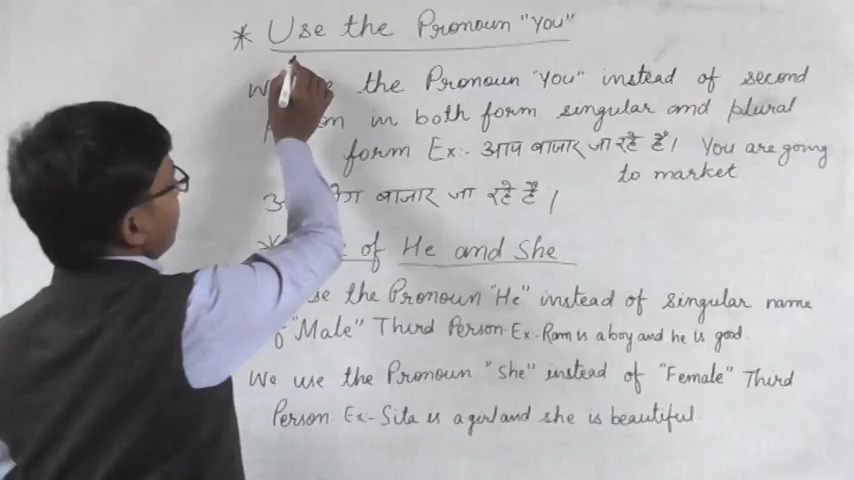 * Use the Pronoun "You"
the Pronoun "You" instead of second
in both form singular and plural
form Ex:- आप बाजार जा रहे हैं। You are going
to market
बाजार जा रहे हैं।
of He and She
the Pronoun "He" instead of singular name
"Male" Third Person. Ex- Ram is a boy and he is good.
We use the Pronoun "She" instead of "Female" Third
Person. Ex- Sita is a girl and she is beautiful.